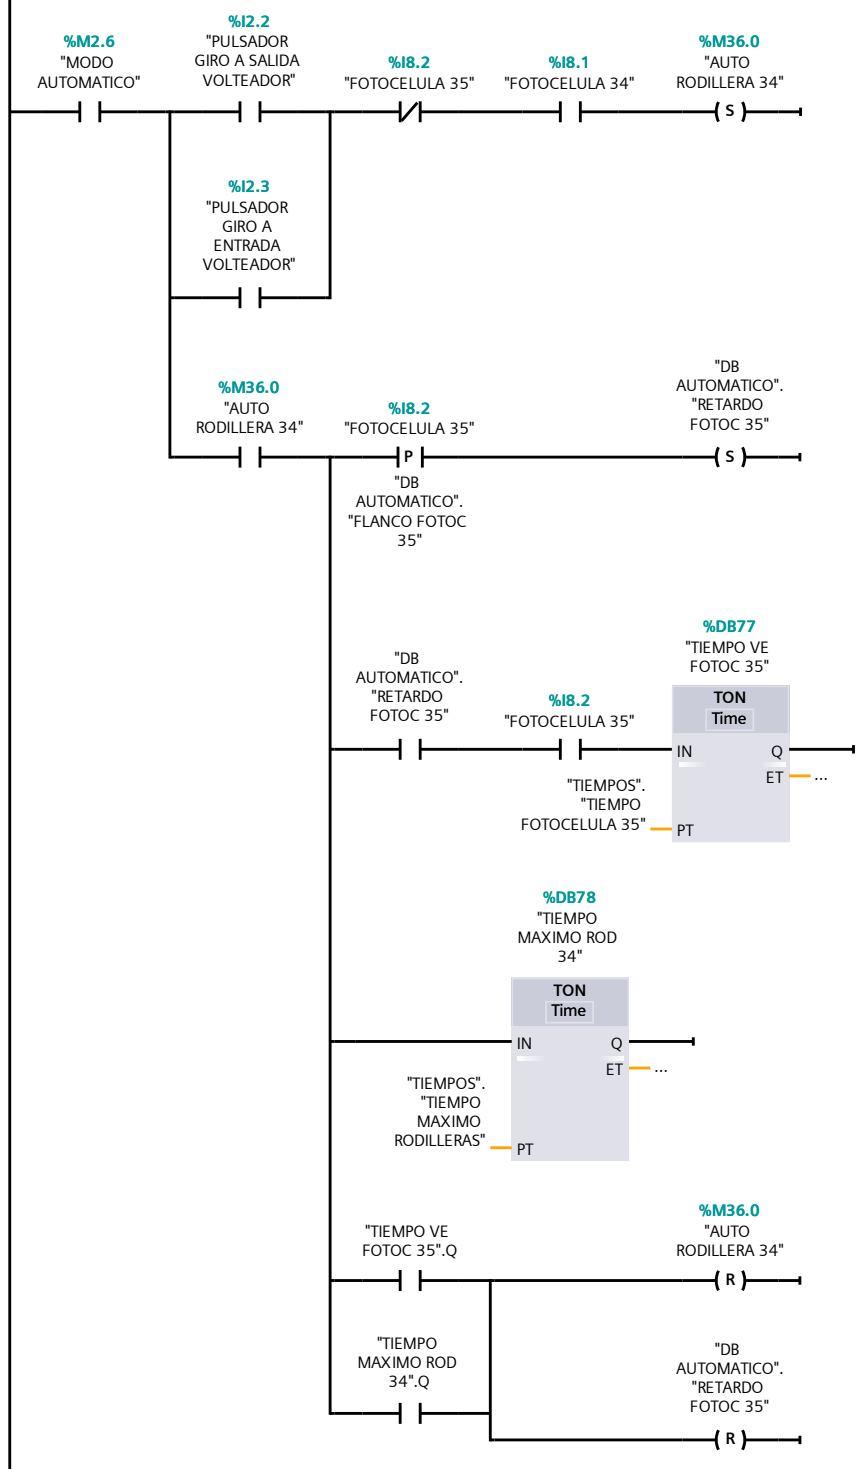 %M2.6
"MODO
AUTOMATICO"
%I2.2
"PULSADOR
GIRO A SALIDA
VOLTEADOR"
%I8.2
"FOTOCELULA 35"
%I8.1
"FOTOCELULA 34"
%M36.0
"AUTO
RODILLERA 34"
S
%I2.3
"PULSADOR
GIRO A
ENTRADA
VOLTEADOR"
%M36.0
"AUTO
RODILLERA 34"
%I8.2
"FOTOCELULA 35"
P
"DB
AUTOMATICO".
"FLANCO FOTOC
35"
"DB
AUTOMATICO".
"RETARDO
FOTOC 35"
S
"DB
AUTOMATICO".
"RETARDO
FOTOC 35"
%I8.2
"FOTOCELULA 35"
%DB77
"TIEMPO VE
FOTOC 35"
TON
Time
IN
Q
ET
...
"TIEMPOS".
"TIEMPO
FOTOCELULA 35"
PT
%DB78
"TIEMPO
MAXIMO ROD
34"
TON
Time
IN
Q
ET
...
"TIEMPOS".
"TIEMPO
MAXIMO
RODILLERAS"
PT
"TIEMPO VE
FOTOC 35".Q
%M36.0
"AUTO
RODILLERA 34"
R
"TIEMPO
MAXIMO ROD
34".Q
"DB
AUTOMATICO".
"RETARDO
FOTOC 35"
R